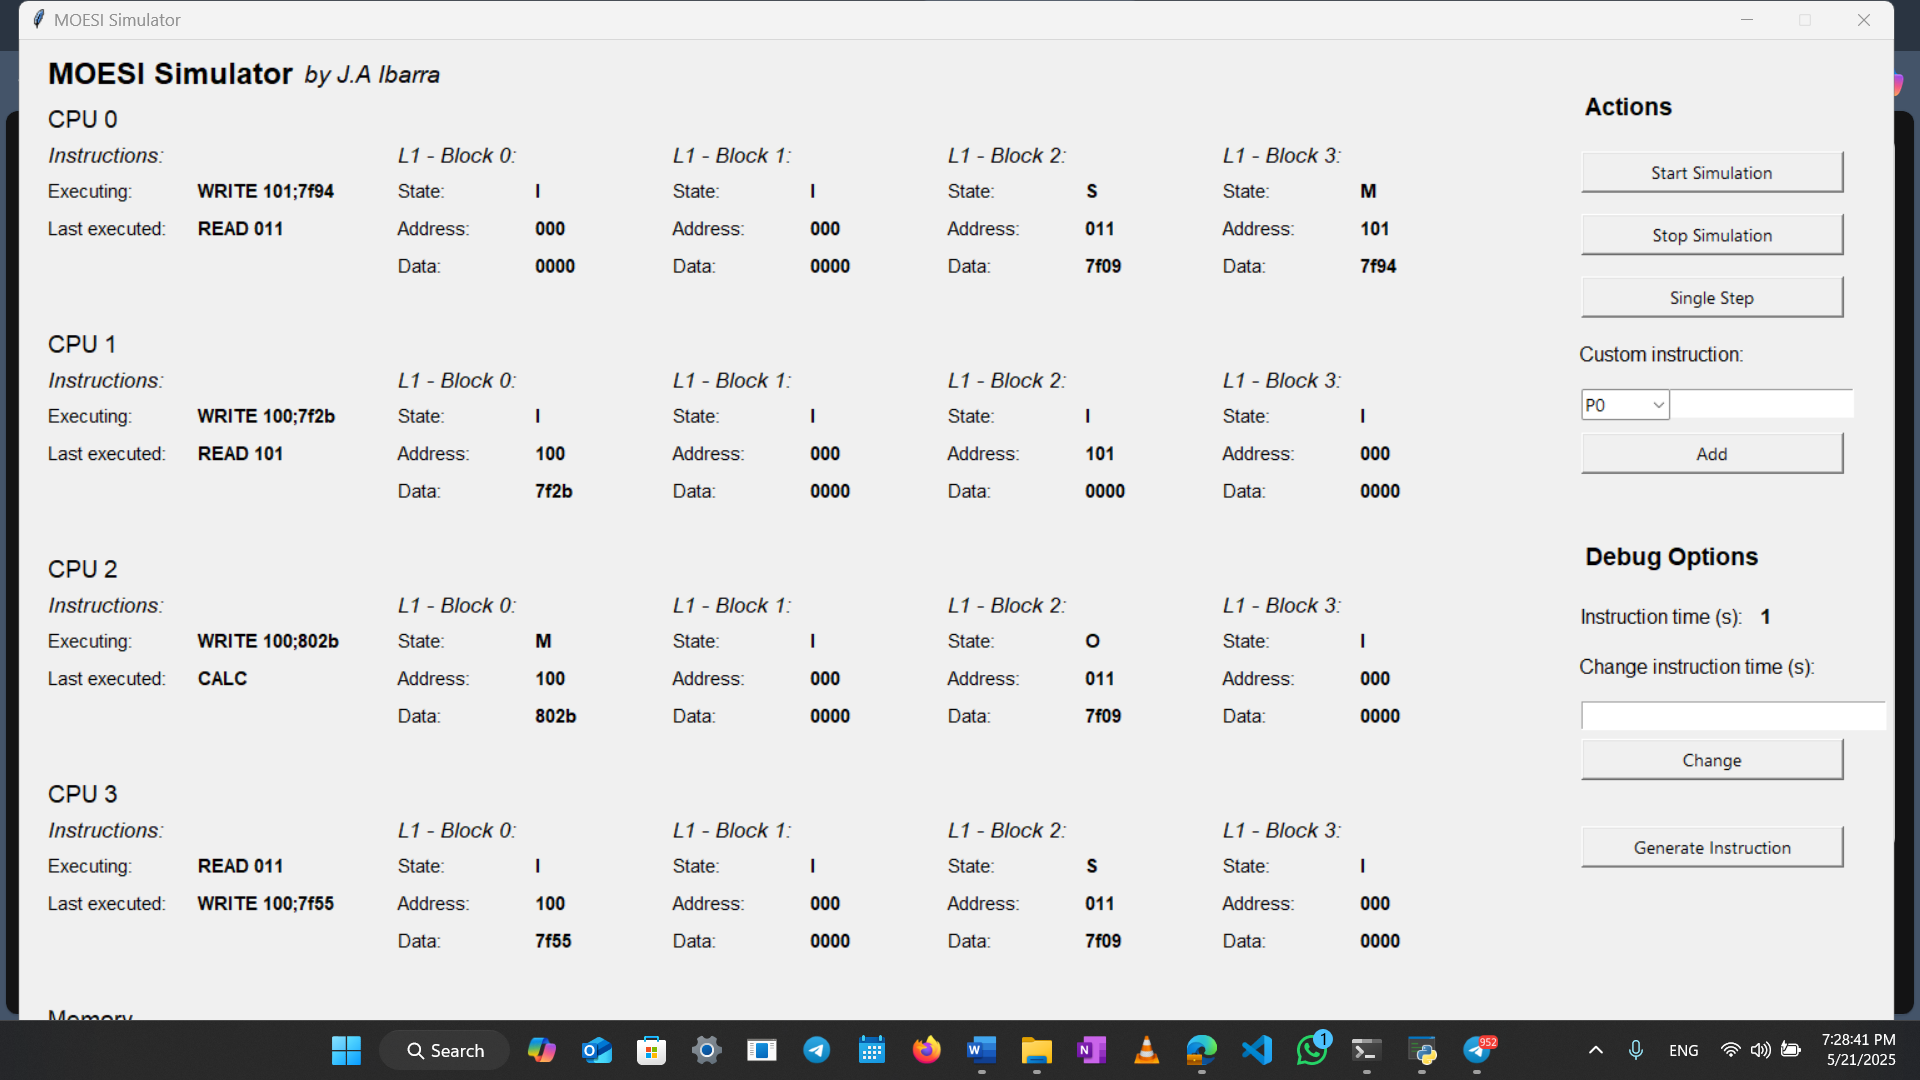 MOESI Simulator
MOESI Simulator by J.A Ibarra
CPU 0
Instructions: L1 - Block 0: L1 - Block 1: L1 - Block 2: L1 - Block 3:
Executing: WRITE 101;7f94 State: I State: I State: S State: M
Last executed: READ 011 Address: 000 Address: 000 Address: 011 Address: 101
Data: 0000 Data: 0000 Data: 7f09 Data: 7f94
CPU 1
Instructions: L1 - Block 0: L1 - Block 1: L1 - Block 2: L1 - Block 3:
Executing: WRITE 100;7f2b State: I State: I State: I State: I
Last executed: READ 101 Address: 100 Address: 000 Address: 101 Address: 000
Data: 7f2b Data: 0000 Data: 0000 Data: 0000
CPU 2
Instructions: L1 - Block 0: L1 - Block 1: L1 - Block 2: L1 - Block 3:
Executing: WRITE 100;802b State: M State: I State: O State: I
Last executed: CALC Address: 100 Address: 000 Address: 011 Address: 000
Data: 802b Data: 0000 Data: 7f09 Data: 0000
CPU 3
Instructions: L1 - Block 0: L1 - Block 1: L1 - Block 2: L1 - Block 3:
Executing: READ 011 State: I State: I State: S State: I
Last executed: WRITE 100;7f55 Address: 100 Address: 000 Address: 011 Address: 000
Data: 7f55 Data: 0000 Data: 7f09 Data: 0000
Memory
Actions
Start Simulation
Stop Simulation
Single Step
Custom instruction:
P0
Add
Debug Options
Instruction time (s): 1
Change instruction time (s):
Change
Generate Instruction
Search
1
952
ENG
7:28:41 PM
5/21/2025